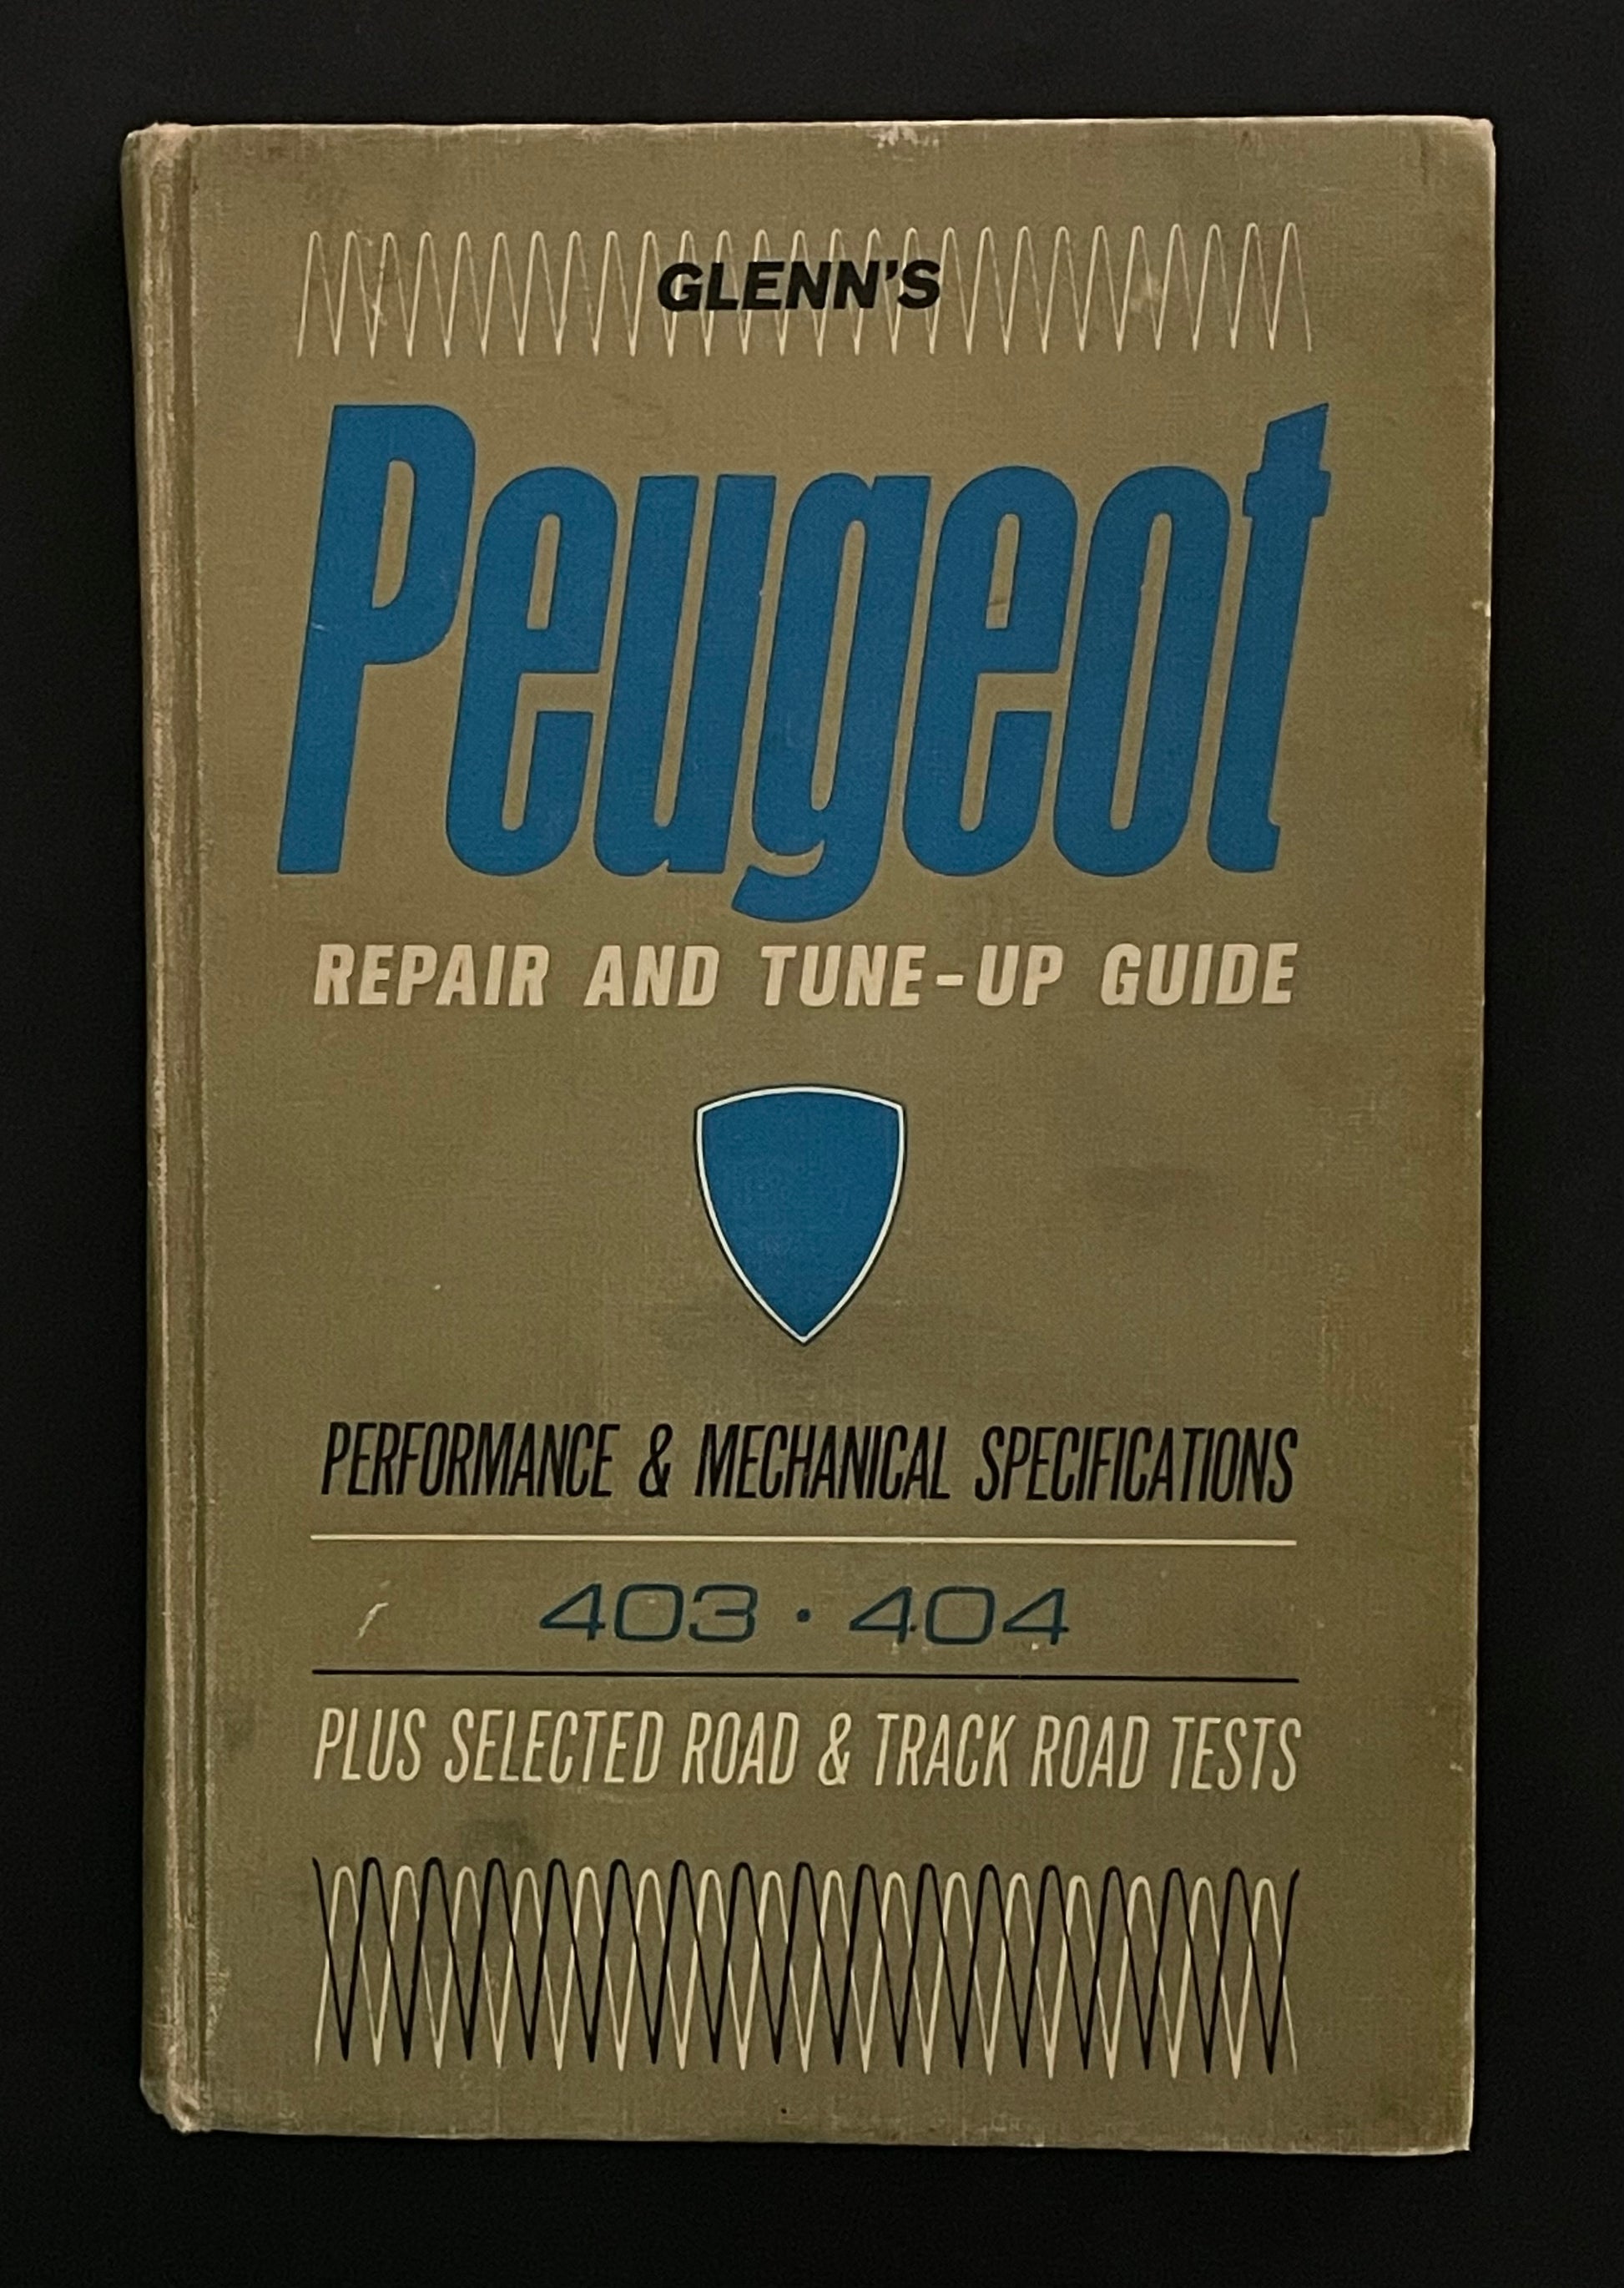 GLENN'S
Peugeot
REPAIR AND TUNE-UP GUIDE
PERFORMANCE & MECHANICAL SPECIFICATIONS
403 · 404
PLUS SELECTED ROAD & TRACK ROAD TESTS